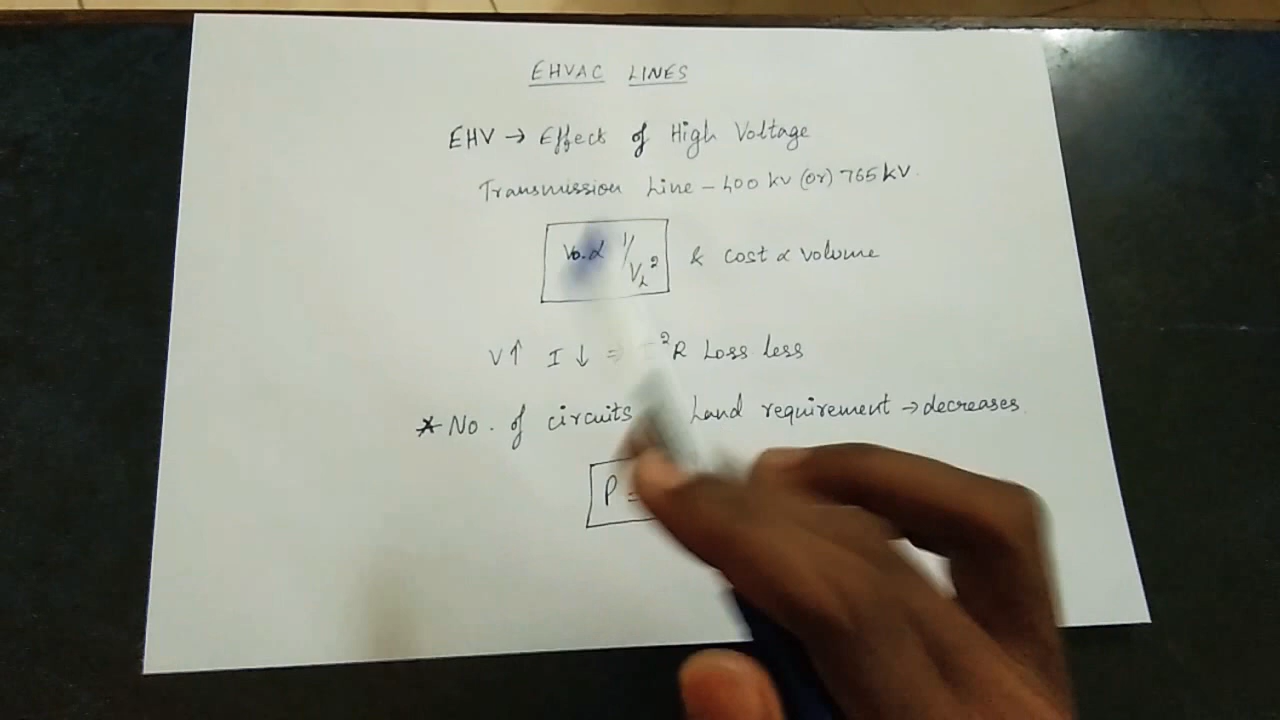 EHVAC LINES
EHV → Effect of High Voltage
Transmission Line - 400 kv (or) 765 kV.
Vo. α 1/V_L² & cost α volume
V↑ I ↓ ⇒ I²R Loss less
* No. of circuits Land requirement → decreases.
P =